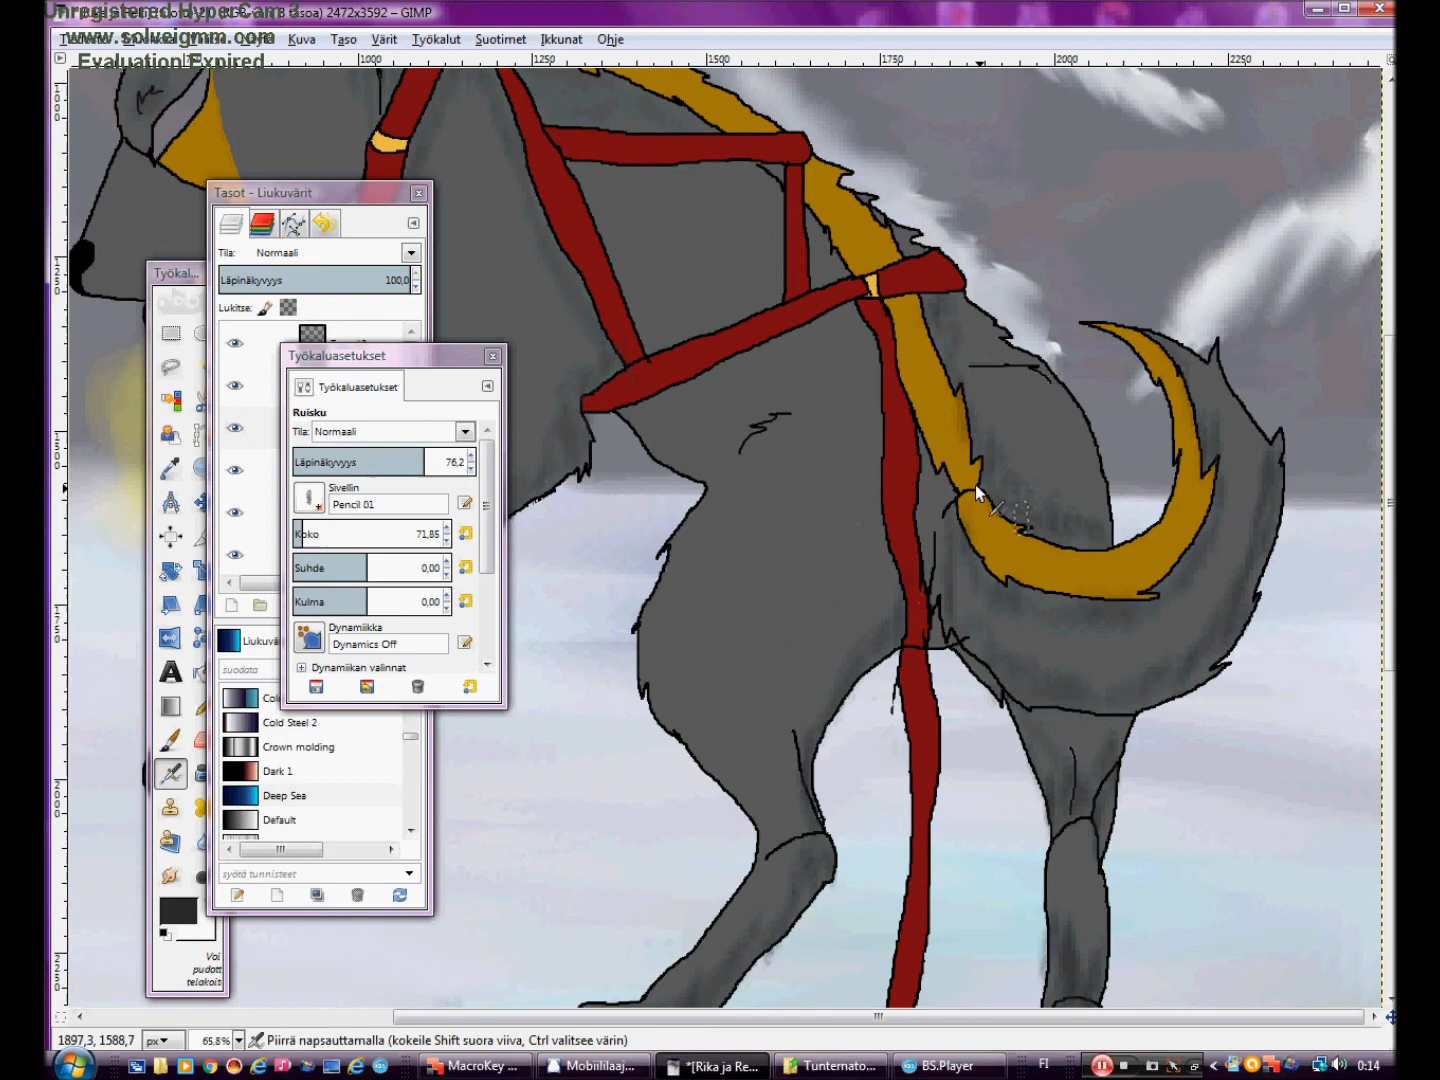 Unregistered HyperCam 3
www.solveigmm.com
Evaluation Expired
2472x3592 – GIMP
Kuva Taso Värit Työkalut Suotimet Ikkunat Ohje
1000 1250 1500 1750 2000 2250
Tasot - Liukuvärit
Tila: Normaali
Läpinäkyvyys 100,0
Lukitse:
Työkal...
Työkaluasetukset
Työkaluasetukset
Ruisku
Tila: Normaali
Läpinäkyvyys 76,2
Sivellin
Pencil 01
Koko 71,85
Suhde 0,00
Kulma 0,00
Dynamiikka
Dynamics Off
Dynamiikan valinnat
Liukuvä
suodata
Cold Steel 2
Crown molding
Dark 1
Deep Sea
Default
syötä tunnisteet
Voi
pudott
telakoit
1897,3, 1588,7 px 65,8% Piirrä napsauttamalla (kokeile Shift suora viiva, Ctrl valitsee värin)
MacroKey ... Mobiililaaj... *[Rika ja Re... Tunternato... BS.Player FI 0:14